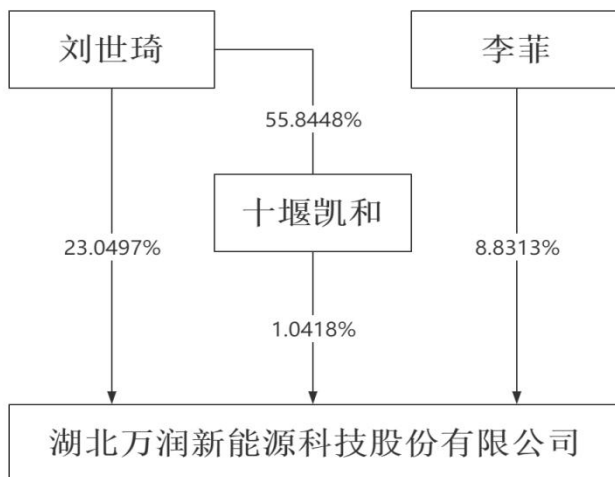 刘世琦
李菲
55.8448%
十堰凯和
23.0497%
8.8313%
1.0418%
湖北万润新能源科技股份有限公司